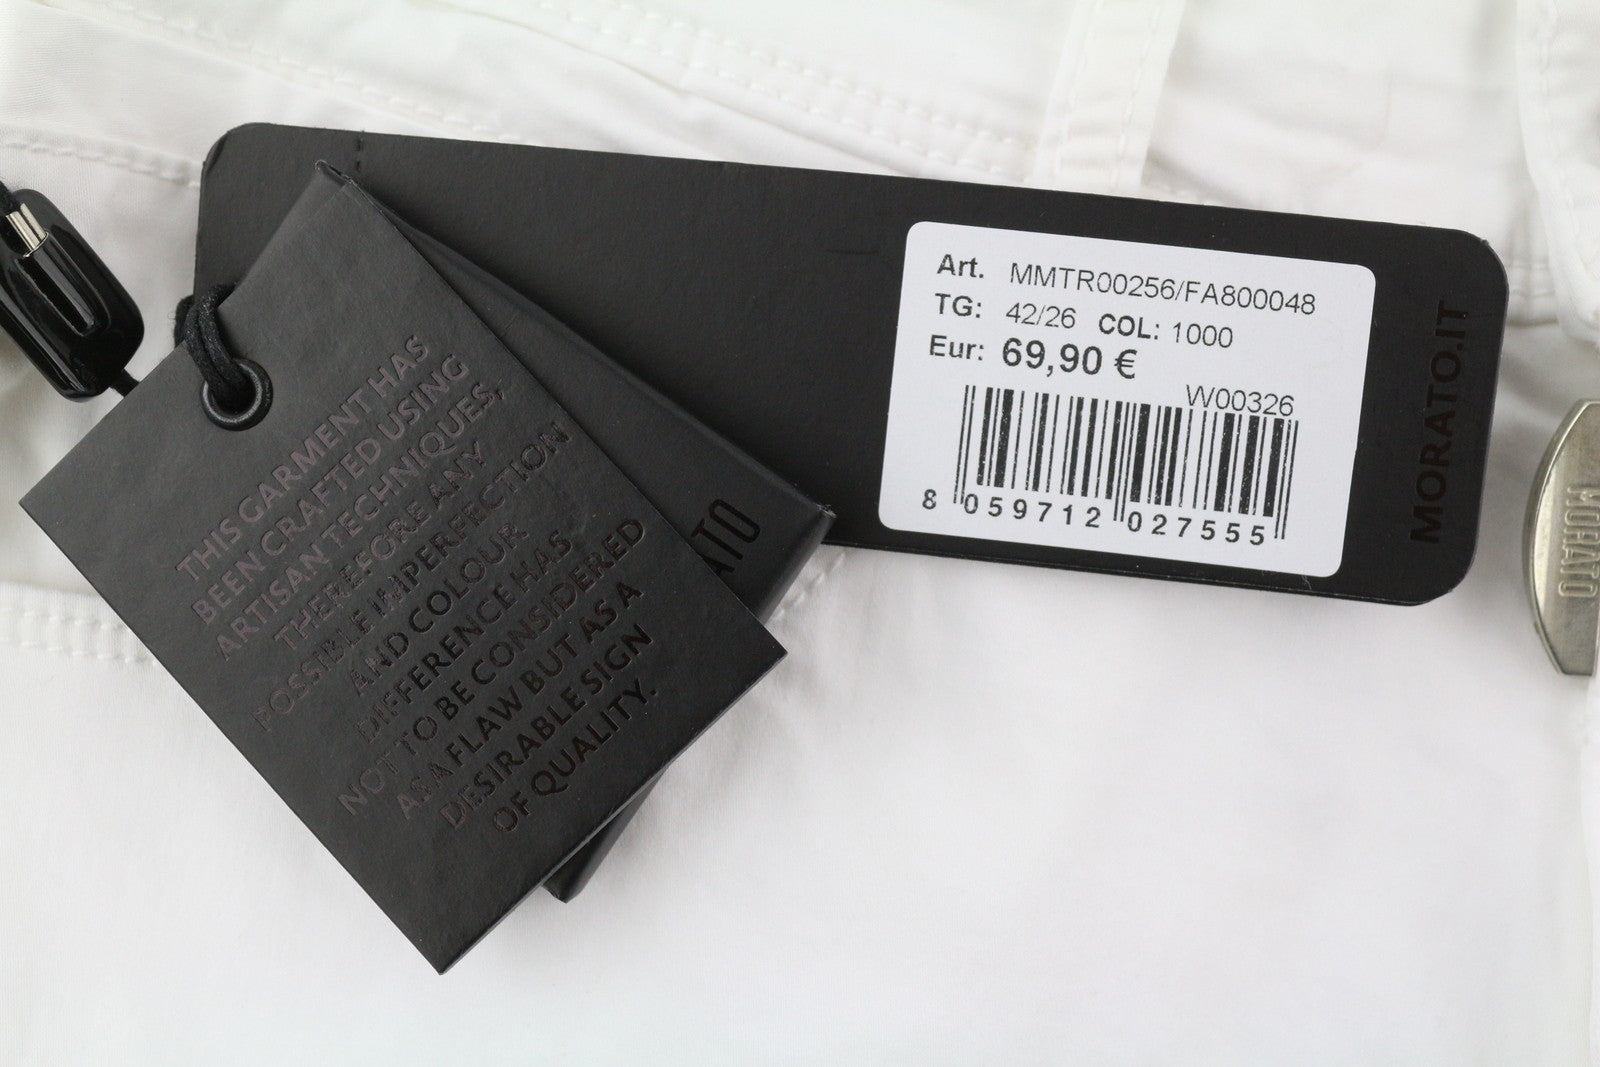 THIS GARMENT HAS
BEEN CRAFTED USING
ARTISAN TECHNIQUES,
THEREFORE ANY
POSSIBLE IMPERFECTION
AND COLOUR
DIFFERENCE HAS
NOT TO BE CONSIDERED
AS A FLAW BUT AS A
DESIRABLE SIGN
OF QUALITY.
ATO
Art. MMTR00256/FA800048
TG: 42/26 COL: 1000
Eur: 69,90 €
W00326
8 059712 027555
MORATO.IT
MORATO